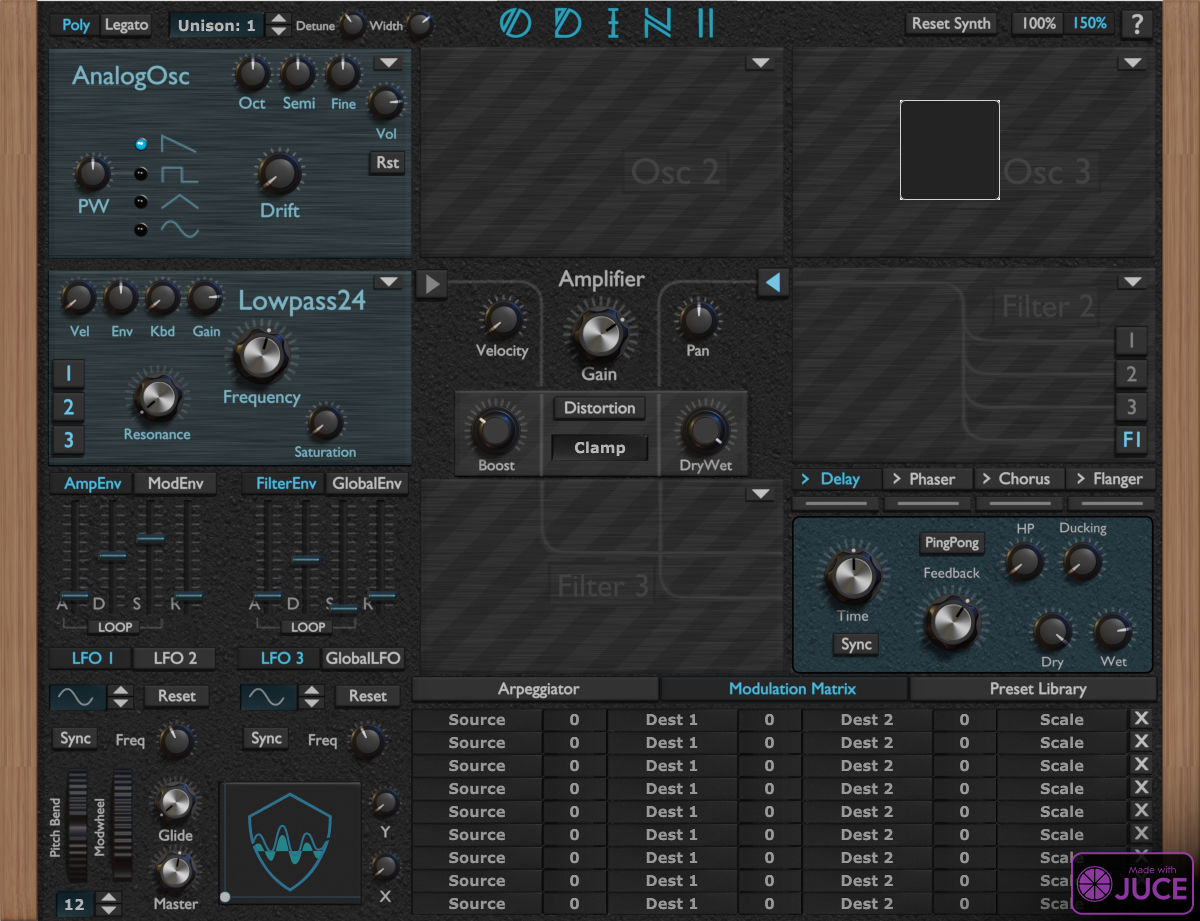 Poly Legato Unison: 1 Detune Width ODIN II Reset Synth 100% 150% ?
AnalogOsc
Oct Semi Fine
Vol
Rst
PW
Drift
Osc 2
Osc 3
Vel Env Kbd Gain
Lowpass24
1
2
3
Frequency
Resonance
Saturation
Amplifier
Velocity
Gain
Pan
Distortion
Clamp
Boost
DryWet
Filter 2
1
2
3
F1
AmpEnv ModEnv FilterEnv GlobalEnv
A D S R
LOOP
A D S R
LOOP
Filter 3
> Delay > Phaser > Chorus > Flanger
HP Ducking
PingPong
Feedback
Time
Sync
Dry Wet
LFO 1 LFO 2 LFO 3 GlobalLFO
Reset Reset
Sync Freq Sync Freq
Pitch Bend
Modwheel
Glide
Master
12
Y
X
Arpeggiator Modulation Matrix Preset Library
Source 0 Dest 1 0 Dest 2 0 Scale X
Source 0 Dest 1 0 Dest 2 0 Scale X
Source 0 Dest 1 0 Dest 2 0 Scale X
Source 0 Dest 1 0 Dest 2 0 Scale X
Source 0 Dest 1 0 Dest 2 0 Scale X
Source 0 Dest 1 0 Dest 2 0 Scale X
Source 0 Dest 1 0 Dest 2 0 Scale X
Source 0 Dest 1 0 Dest 2 0
Source 0 Dest 1 0 Dest 2 0
Made with
JUCE